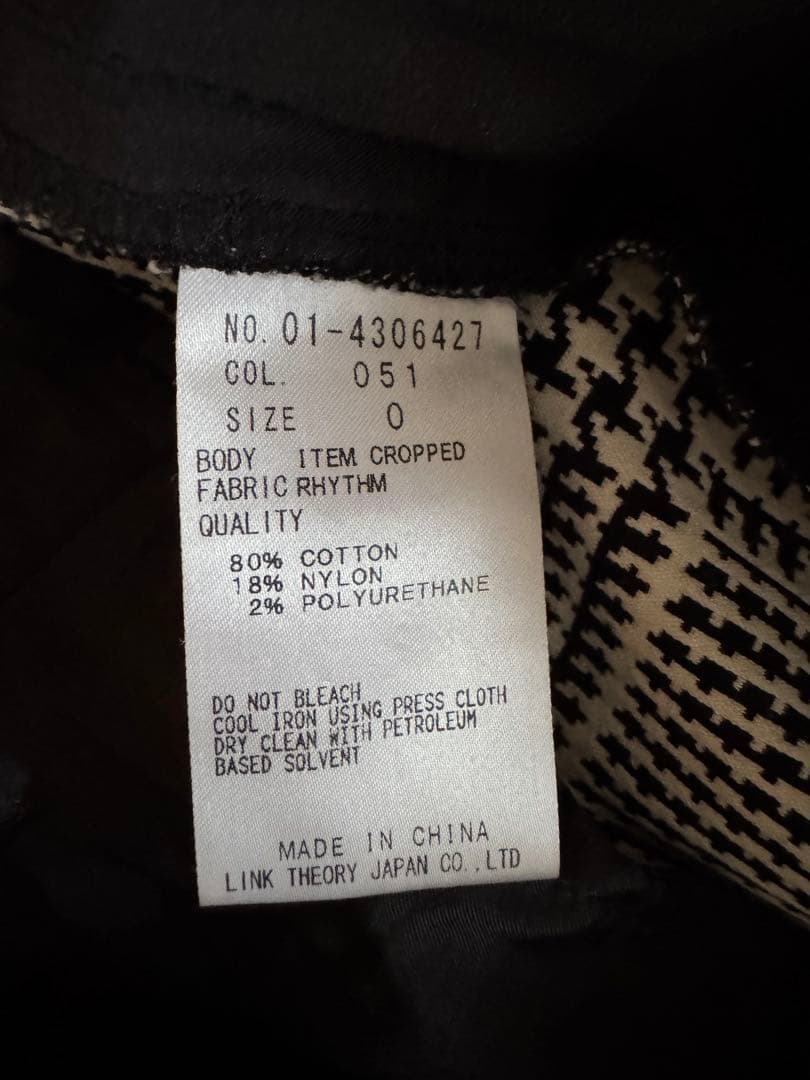 NO. 01-4306427
COL. 051
SIZE 0
BODY ITEM CROPPED
FABRIC RHYTHM
QUALITY
80% COTTON
18% NYLON
2% POLYURETHANE
DO NOT BLEACH
COOL IRON USING PRESS CLOTH
DRY CLEAN WITH PETROLEUM
BASED SOLVENT
MADE IN CHINA
LINK THEORY JAPAN CO.,LTD